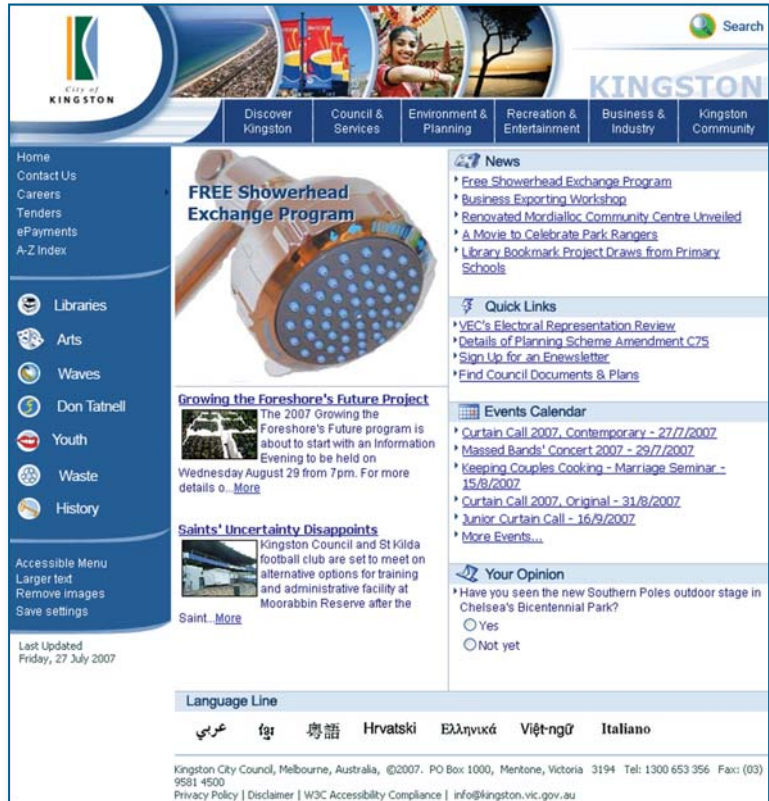 City of
KINGSTON
Search
KINGSTON
Discover
Kingston
Council &
Services
Environment &
Planning
Recreation &
Entertainment
Business &
Industry
Kingston
Community
Home
Contact Us
Careers
Tenders
ePayments
A-Z Index
Libraries
Arts
Waves
Don Tatnell
Youth
Waste
History
Accessible Menu
Larger text
Remove images
Save settings
Last Updated
Friday, 27 July 2007
FREE Showerhead
Exchange Program
Growing the Foreshore's Future Project
The 2007 Growing the
Foreshore's Future program is
about to start with an Information
Evening to be held on
Wednesday August 29 from 7pm. For more
details o...More
Saints' Uncertainty Disappoints
Kingston Council and St Kilda
football club are set to meet on
alternative options for training
and administrative facility at
Moorabbin Reserve after the
Saint...More
News
Free Showerhead Exchange Program
Business Exporting Workshop
Renovated Mordialloc Community Centre Unveiled
A Movie to Celebrate Park Rangers
Library Bookmark Project Draws from Primary
Schools
Quick Links
VEC's Electoral Representation Review
Details of Planning Scheme Amendment C75
Sign Up for an Enewsletter
Find Council Documents & Plans
Events Calendar
Curtain Call 2007, Contemporary - 27/7/2007
Massed Bands' Concert 2007 - 29/7/2007
Keeping Couples Cooking - Marriage Seminar -
15/8/2007
Curtain Call 2007, Original - 31/8/2007
Junior Curtain Call - 16/9/2007
More Events...
Your Opinion
Have you seen the new Southern Poles outdoor stage in
Chelsea's Bicentennial Park?
Yes
Not yet
Language Line
عربي ខ្មែរ 粵語 Hrvatski Ελληνικά Việt-ngữ Italiano
Kingston City Council, Melbourne, Australia, ©2007. PO Box 1000, Mentone, Victoria 3194 Tel: 1300 653 356 Fax: (03)
9581 4500
Privacy Policy | Disclaimer | W3C Accessibility Compliance | info@kingston.vic.gov.au